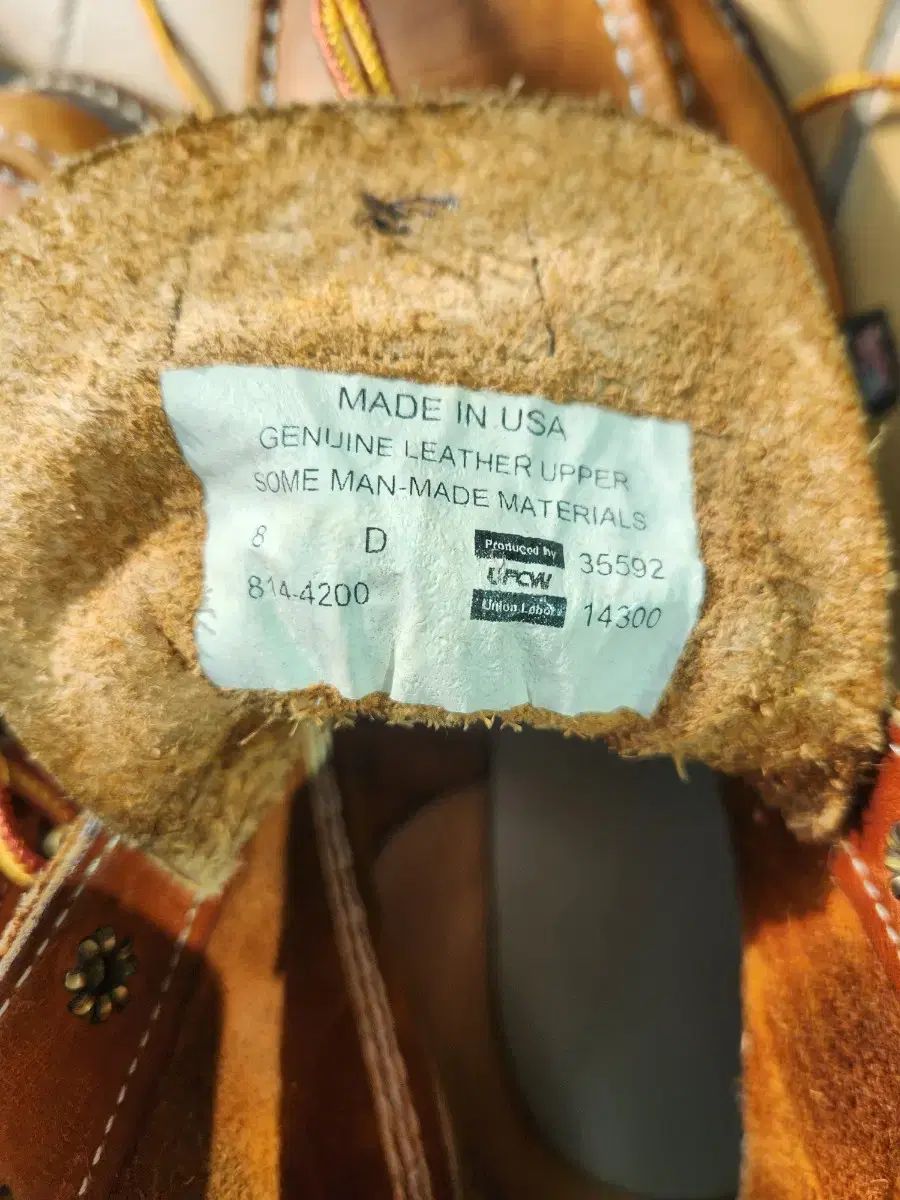 MADE IN USA
GENUINE LEATHER UPPER
SOME MAN-MADE MATERIALS
8 D
814-4200
Produced by
UFCW
Union Labor
35592
14300